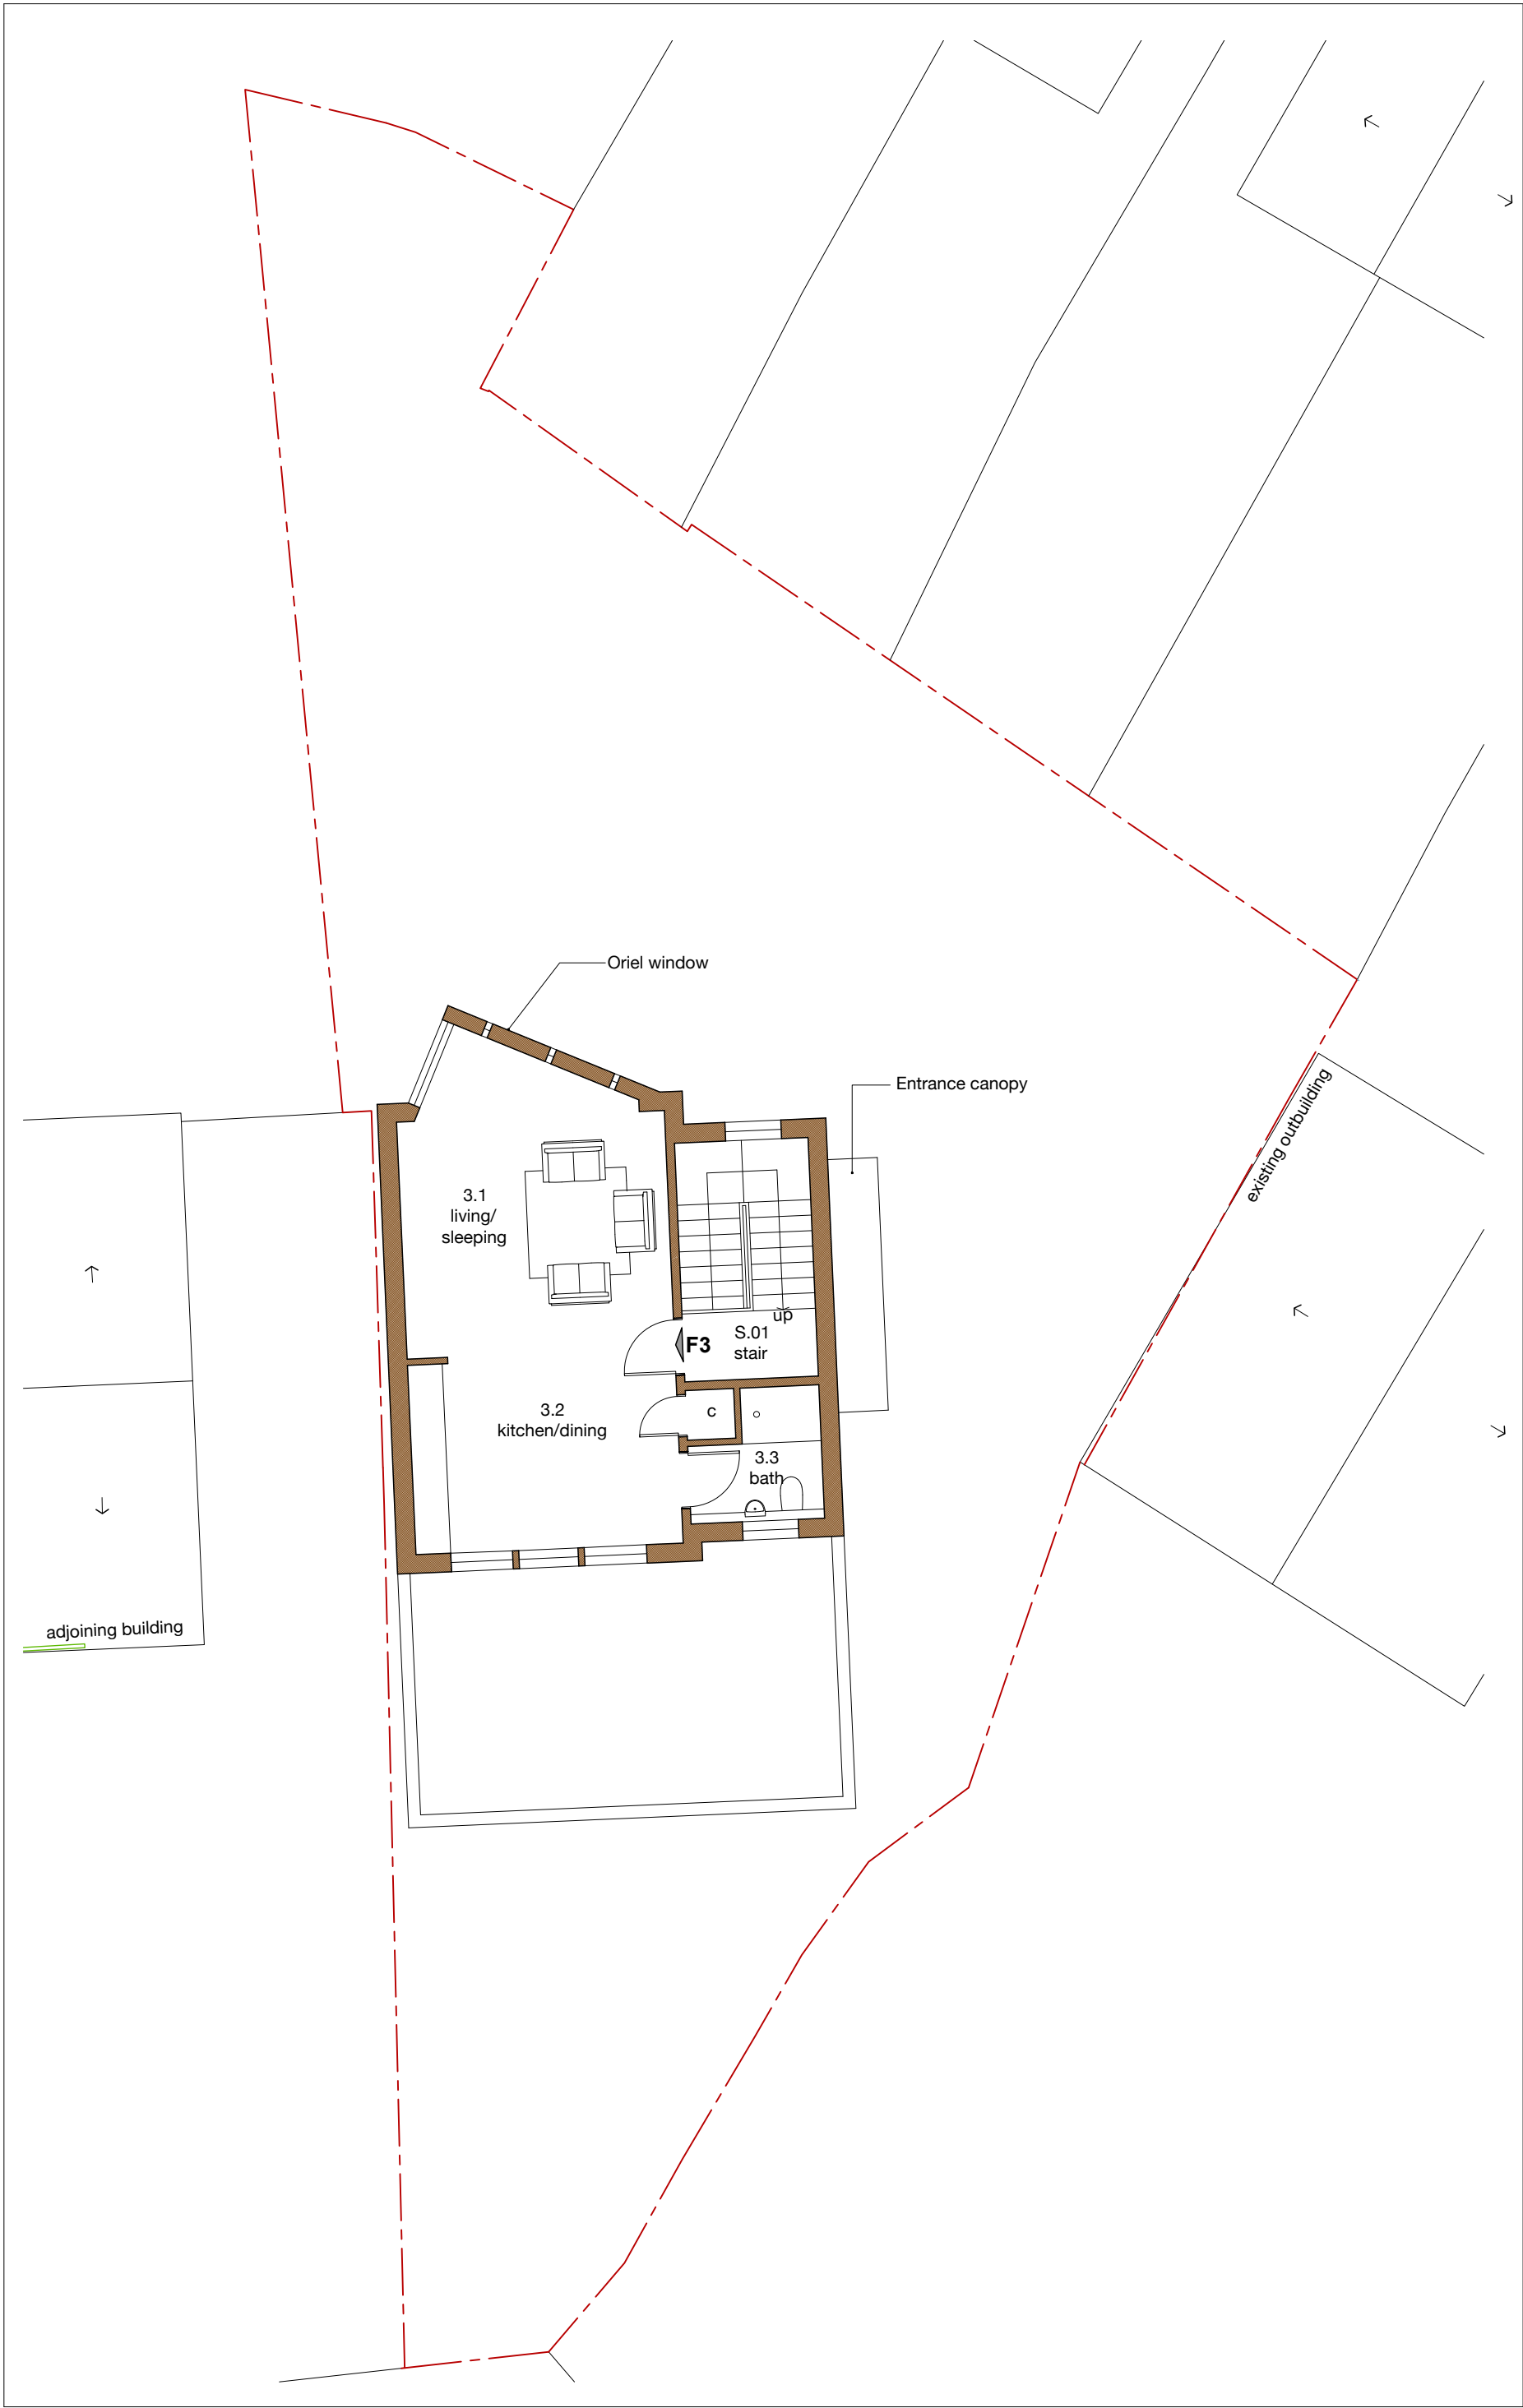 Oriel window
Entrance canopy
existing outbuilding
3.1
living/
sleeping
up
F3
S.01
stair
3.2
kitchen/dining
c
3.3
bath
adjoining building